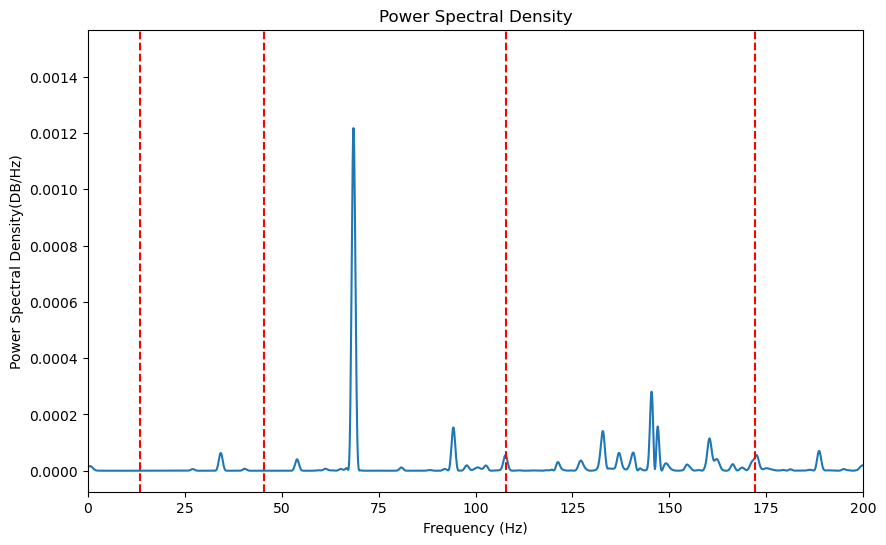 Power Spectral Density
Power Spectral Density(DB/Hz)
0.0014
0.0012
0.0010
0.0008
0.0006
0.0004
0.0002
0.0000
0 25 50 75 100 125 150 175 200
Frequency (Hz)